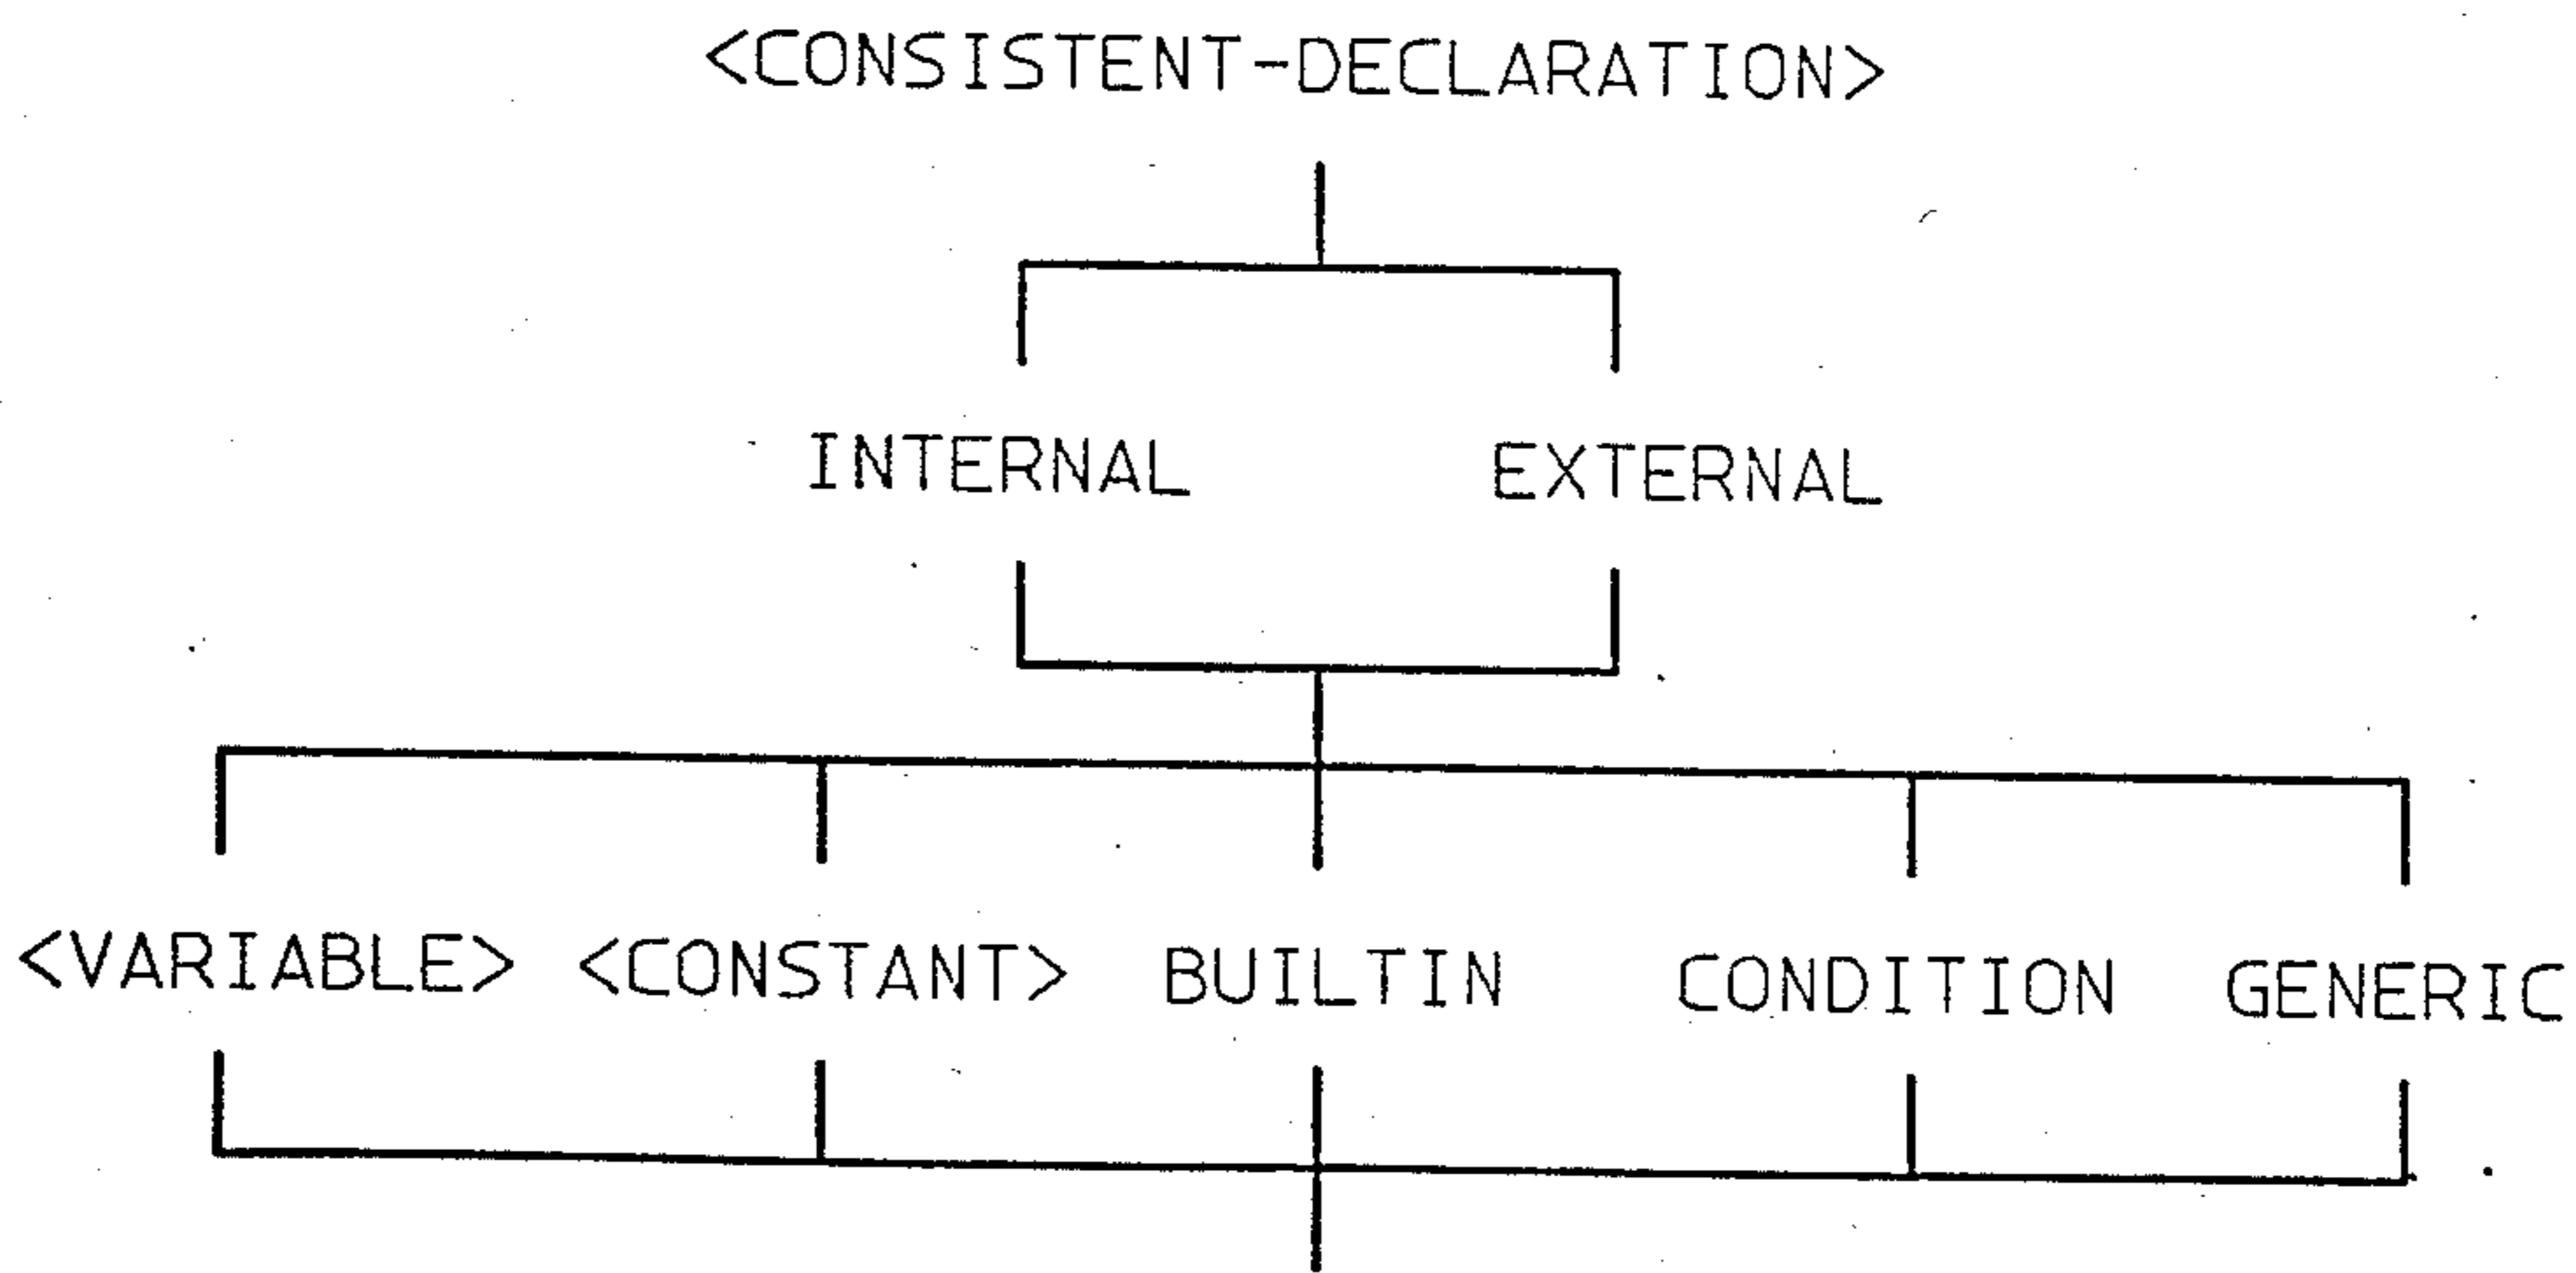 <CONSISTENT-DECLARATION>
INTERNAL EXTERNAL
<VARIABLE> <CONSTANT> BUILTIN CONDITION GENERIC